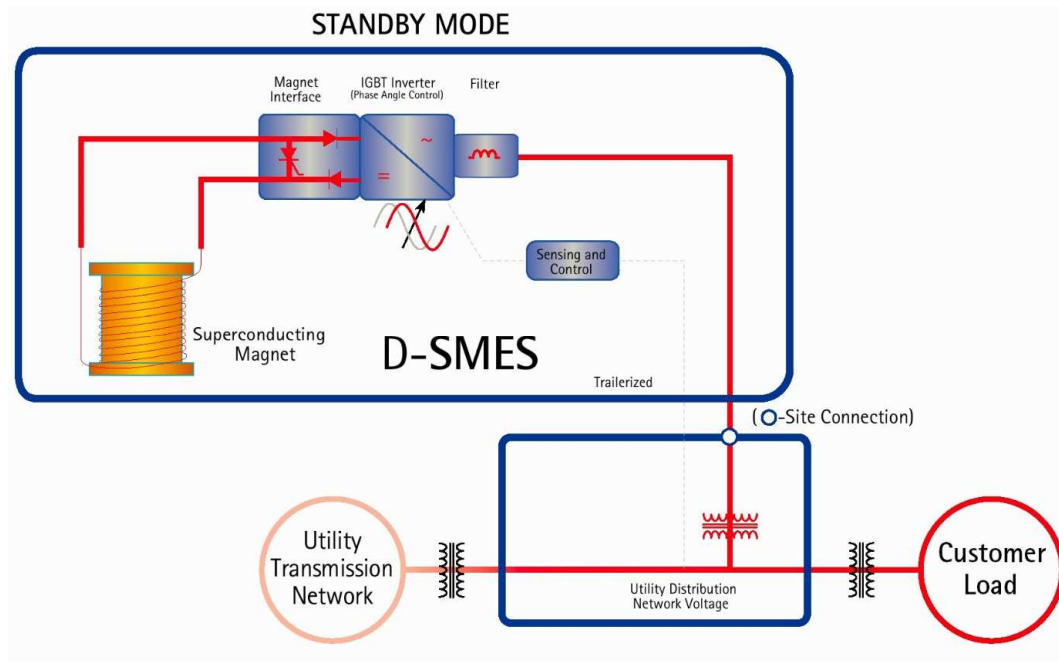 STANDBY MODE
Magnet
Interface
IGBT Inverter
(Phase Angle Control)
Filter
~
=
Sensing and
Control
Superconducting
Magnet
D-SMES
Trailerized
( O-Site Connection)
Utility
Transmission
Network
Utility Distribution
Network Voltage
Customer
Load